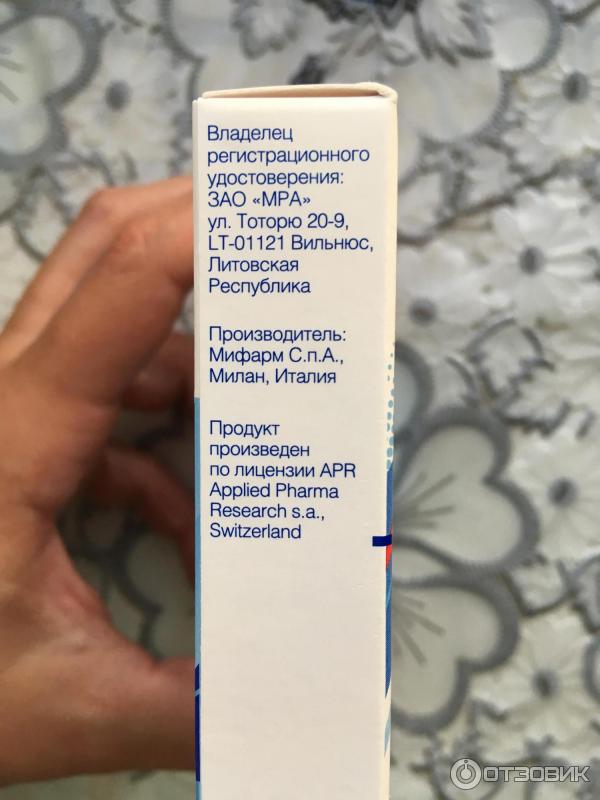 Владелец
регистрационного
удостоверения:
ЗАО «МРА»
ул. Тоторю 20-9,
LT-01121 Вильнюс,
Литовская
Республика
Производитель:
Мифарм С.п.А.,
Милан, Италия
Продукт
произведен
по лицензии APR
Applied Pharma
Research s.a.,
Switzerland
ОТЗОВИК